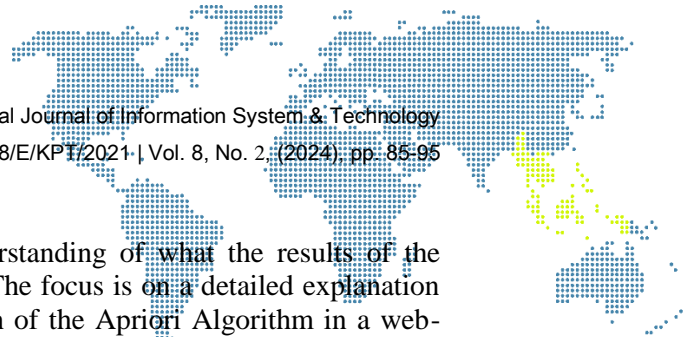 al Journal of Information System & Technology
8/E/KPT/2021 | Vol. 8, No. 2, (2024), pp. 85-95
rstanding of what the results of the
The focus is on a detailed explanation
n of the Apriori Algorithm in a web-